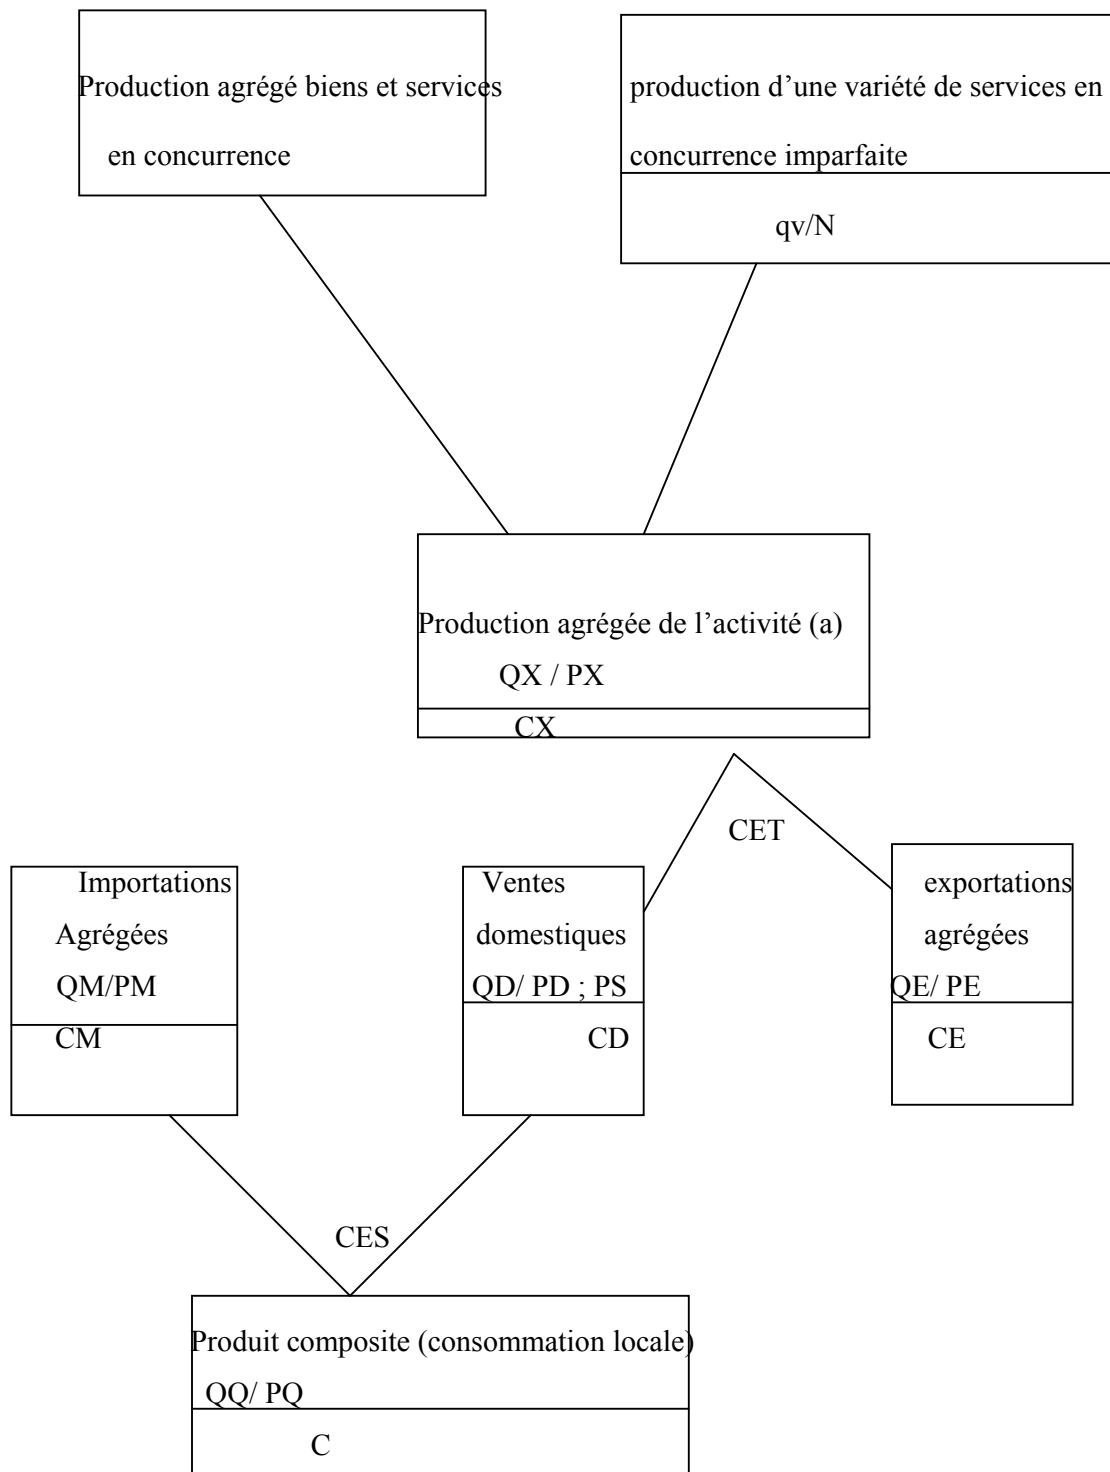 Production agrégé biens et services
en concurrence
production d’une variété de services en
concurrence imparfaite
qv/N
Production agrégée de l’activité (a)
QX / PX
CX
CET
Importations
Agrégées
QM/PM
CM
Ventes
domestiques
QD/ PD ; PS
CD
exportations
agrégées
QE/ PE
CE
CES
Produit composite (consommation locale)
QQ/ PQ
C